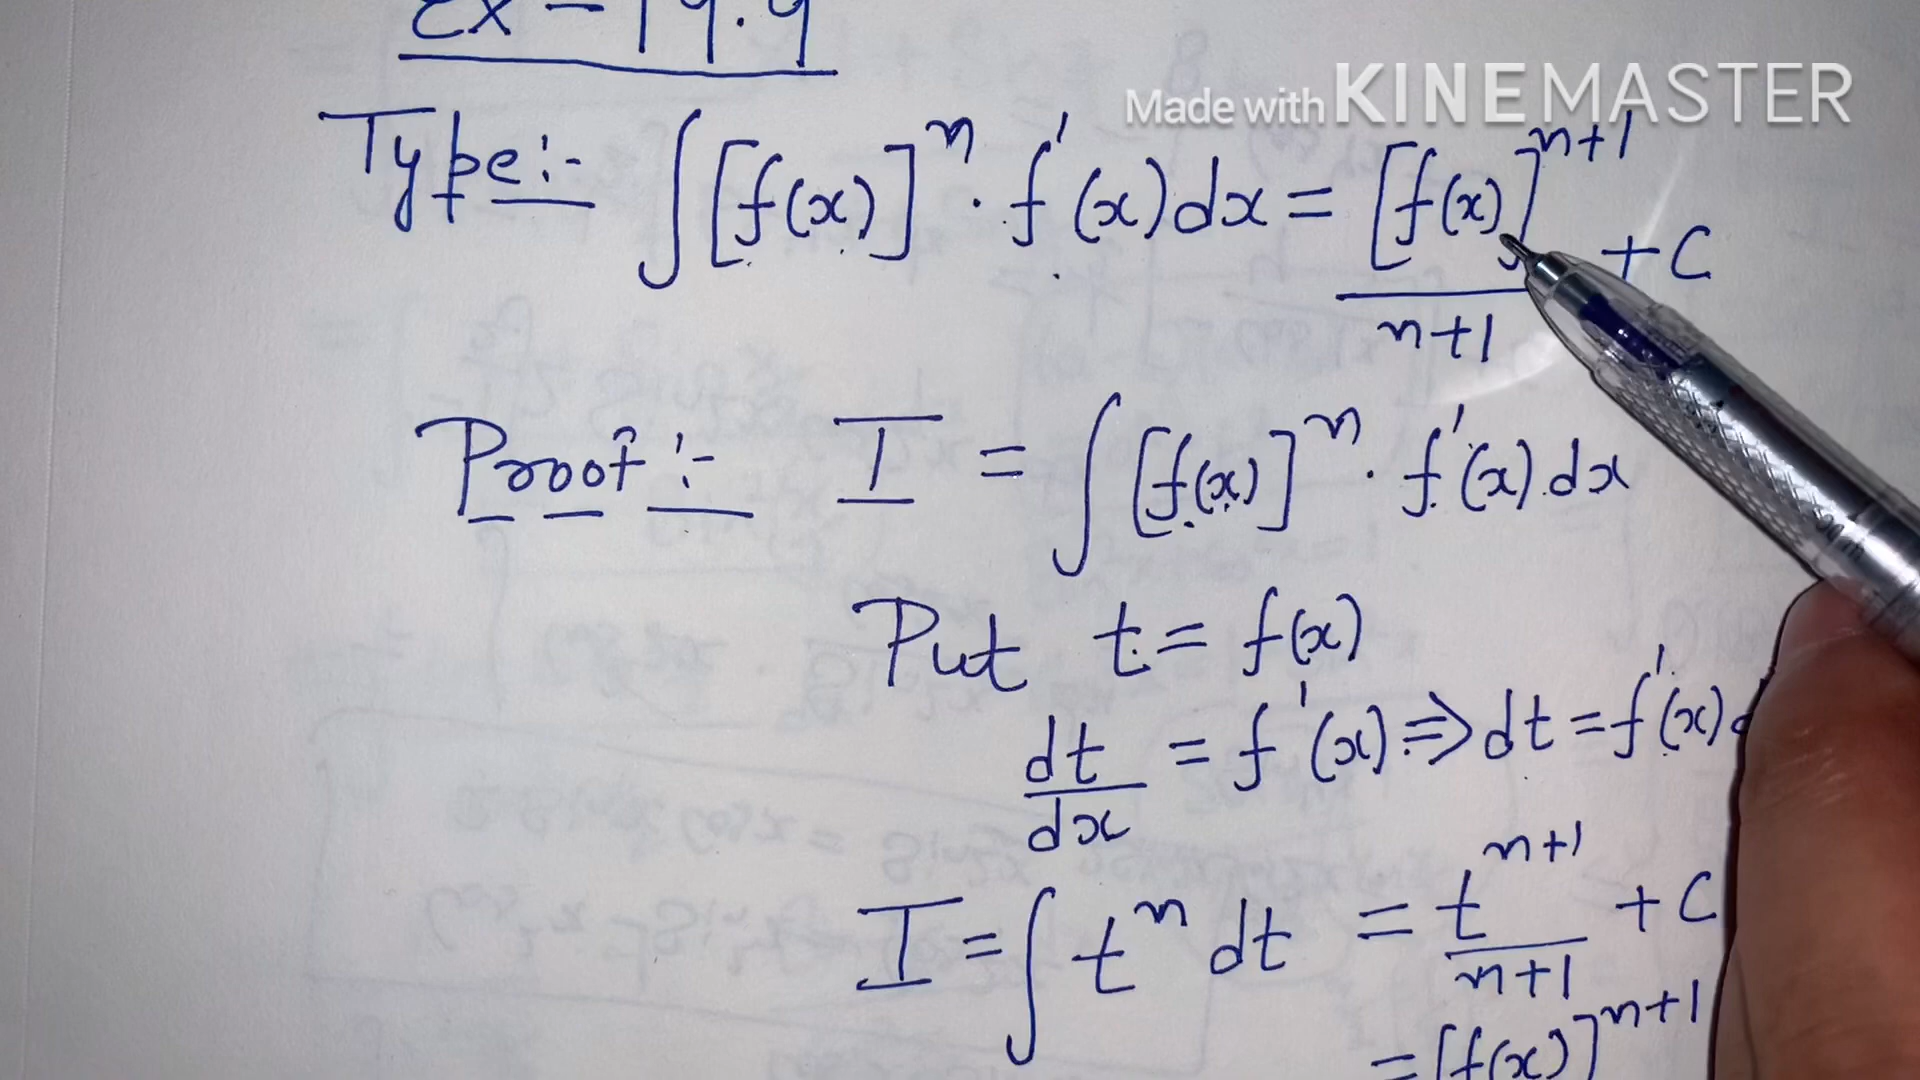 Ex - 19.9
Made with KINEMASTER
Type:- ∫[f(x)]ⁿ · f'(x)dx = [f(x)]ⁿ⁺¹/n+1 + C
Proof:- I = ∫[f(x)]ⁿ · f'(x)dx
Put t = f(x)
dt/dx = f'(x) ⇒ dt = f'(x)d
I = ∫tⁿ dt = tⁿ⁺¹/n+1 + C
= [f(x)]ⁿ⁺¹